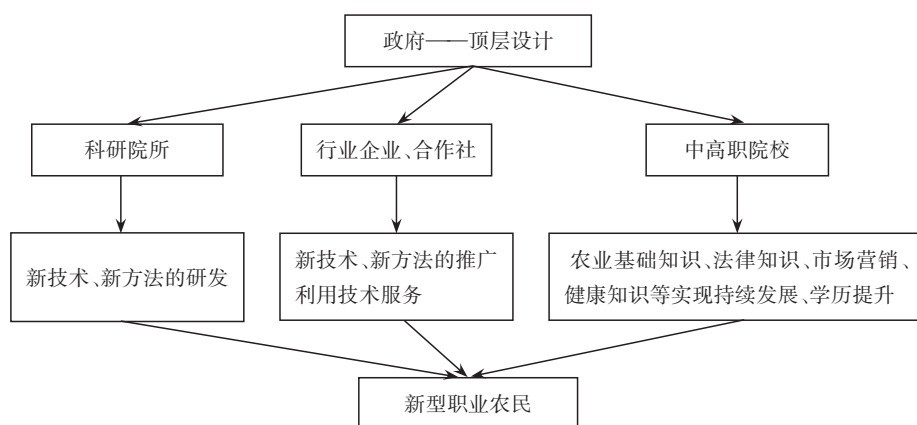 政府——顶层设计
科研院所
行业企业、合作社
中高职院校
新技术、新方法的研发
新技术、新方法的推广
利用技术服务
农业基础知识、法律知识、市场营销、
健康知识等实现持续发展、学历提升
新型职业农民